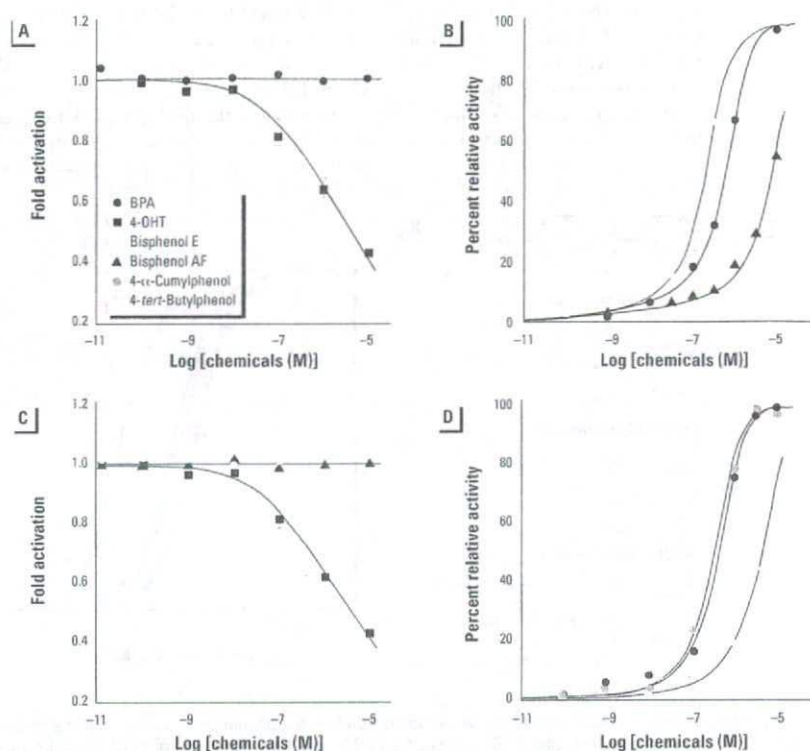 A
1.2
1.0
0.8
0.6
0.4
0.2
Fold activation
BPA
4-OHT
Bisphenol E
Bisphenol AF
4-α-Cumylphenol
4-tert-Butylphenol
−11
−9
−7
−5
Log [chemicals (M)]
B
100
80
60
40
20
0
Percent relative activity
−11
−9
−7
−5
Log [chemicals (M)]
C
1.2
1.0
0.8
0.6
0.4
0.2
Fold activation
−11
−9
−7
−5
Log [chemicals (M)]
D
100
80
60
40
20
0
Percent relative activity
−11
−9
−7
−5
Log [chemicals (M)]